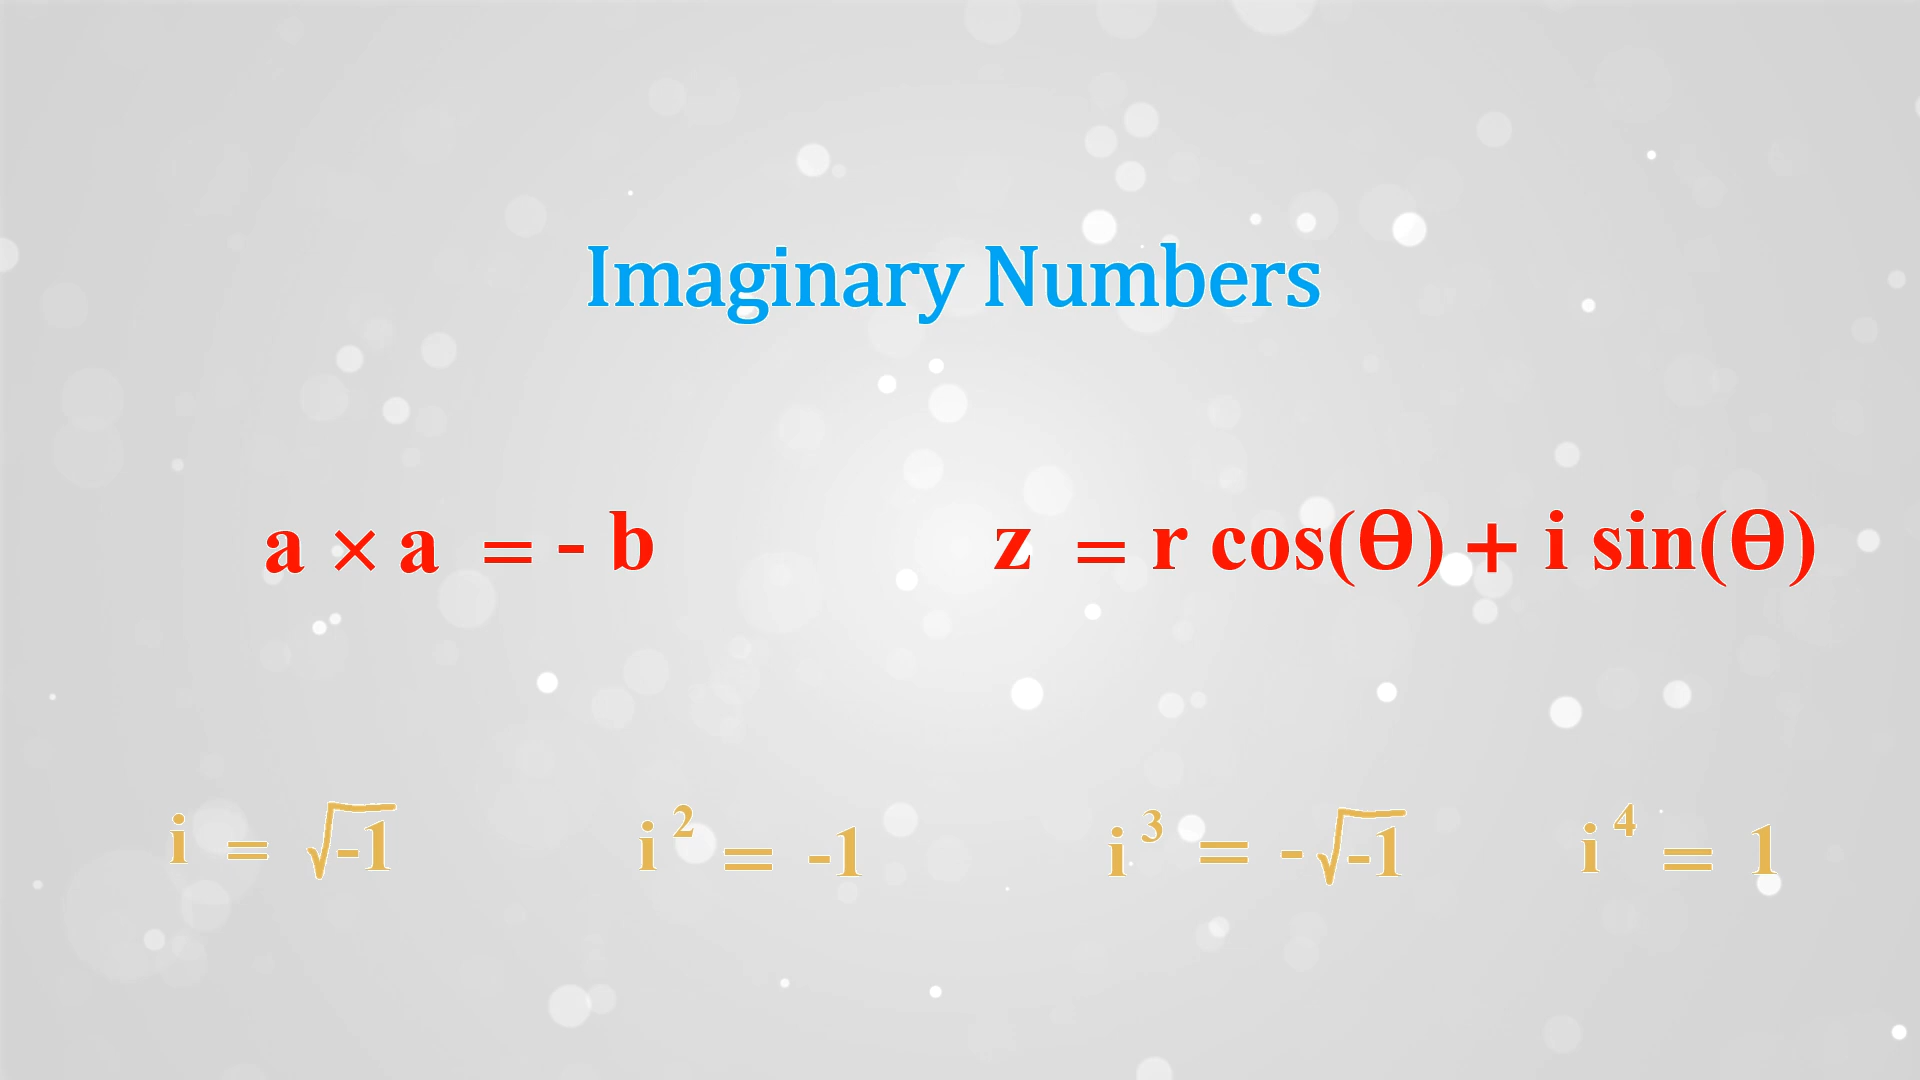 Imaginary Numbers
a × a = - b
z = r cos(θ) + i sin(θ)
i = √-1
i² = -1
i³ = - √-1
i⁴ = 1